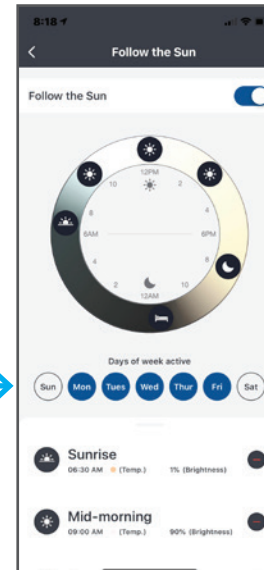 8:18
Follow the Sun
Follow the Sun
12PM
10 2
8 4
6AM 6PM
4 8
2 10
12AM
Days of week active
Sun Mon Tues Wed Thur Fri Sat
Sunrise
06:30 AM (Temp.) 1% (Brightness)
Mid-morning
09:00 AM (Temp.) 90% (Brightness)